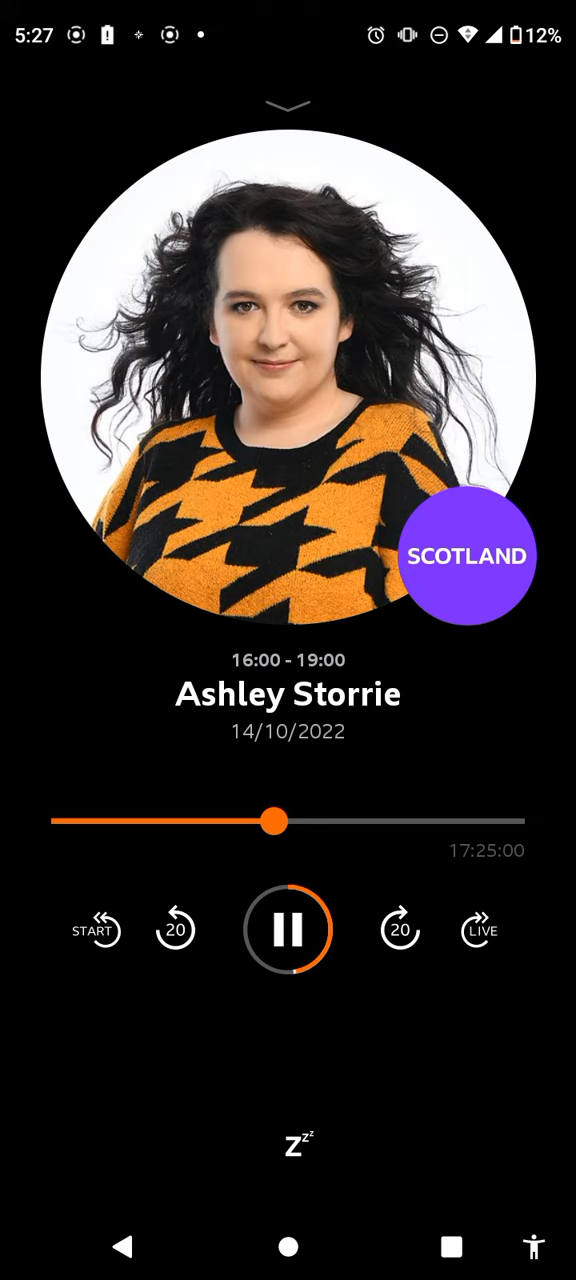 5:27 12%
SCOTLAND
16:00 - 19:00
Ashley Storrie
14/10/2022
17:25:00
START 20 20 LIVE
Zzz